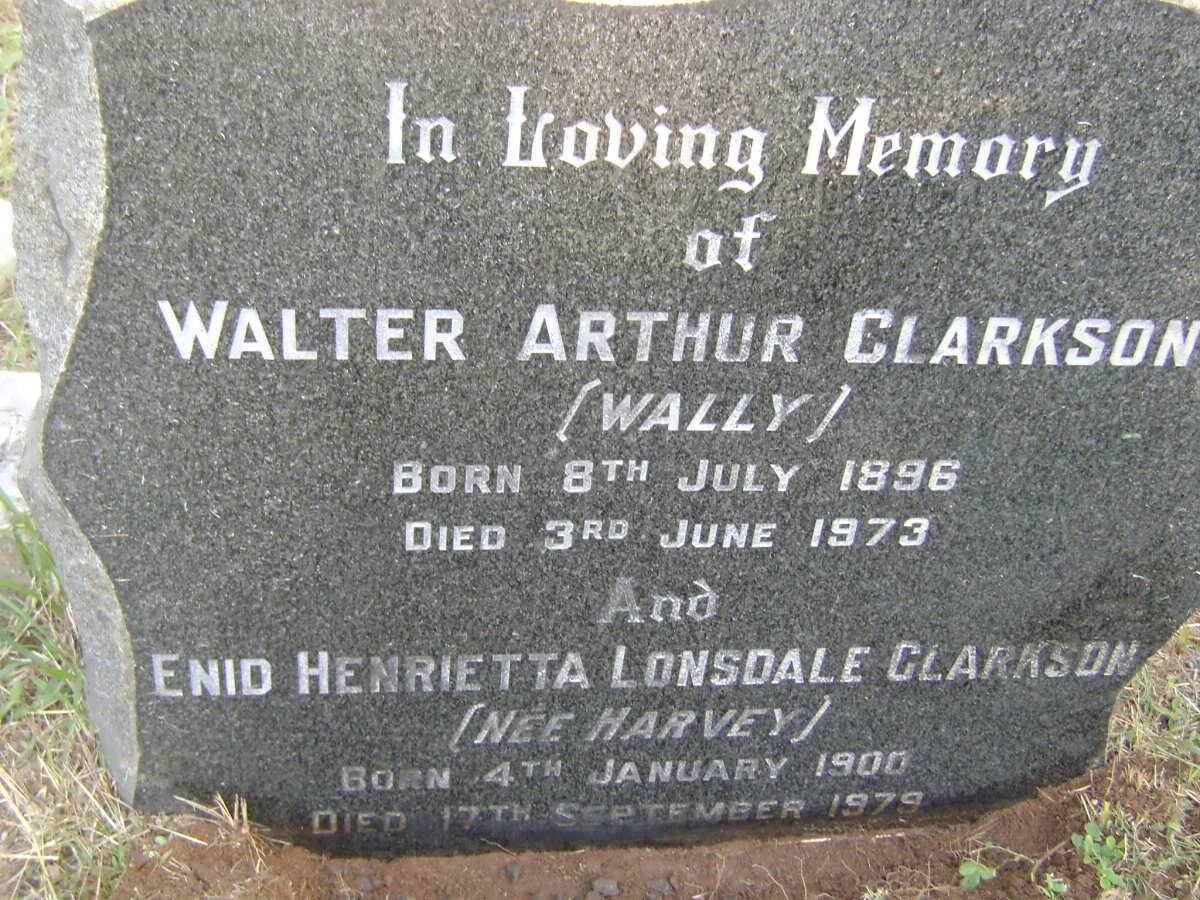 In Loving Memory
of
WALTER ARTHUR CLARKSON
(WALLY)
BORN 8TH JULY 1896
DIED 3RD JUNE 1973
And
ENID HENRIETTA LONSDALE CLARKSON
(NÉE HARVEY)
BORN 4TH JANUARY 1900
DIED 17TH SEPTEMBER 1979